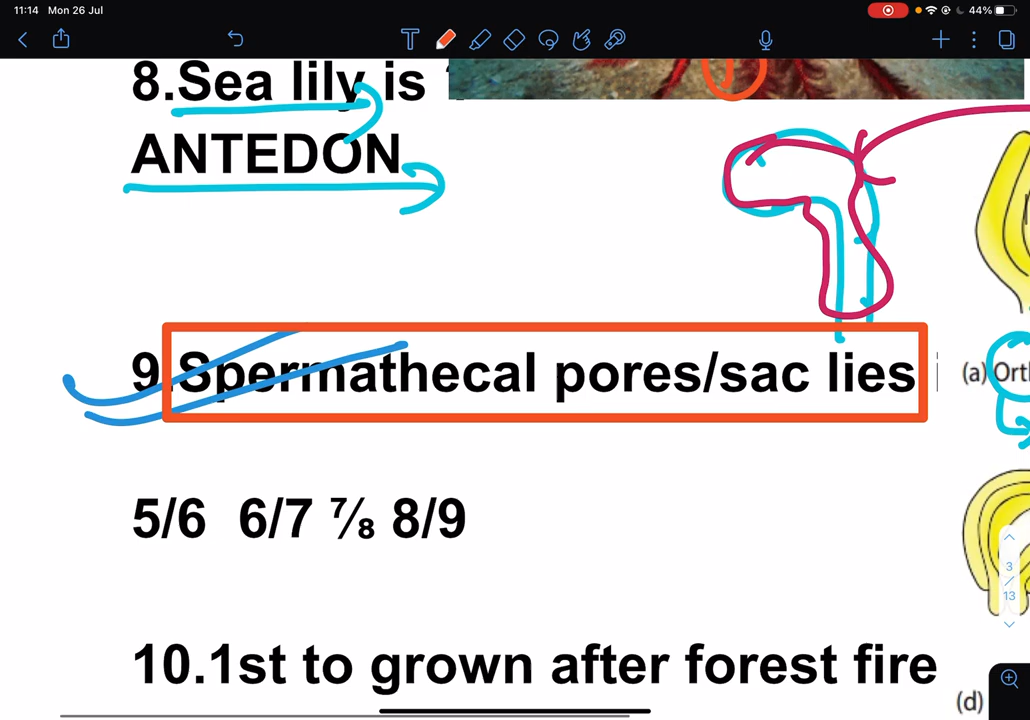 11:14 Mon 26 Jul
44%
T
8.Sea lily is
ANTEDON
9.Spermathecal pores/sac lies
(a) Ort
5/6 6/7 ⅞ 8/9
3
/
13
10.1st to grown after forest fire
(d)